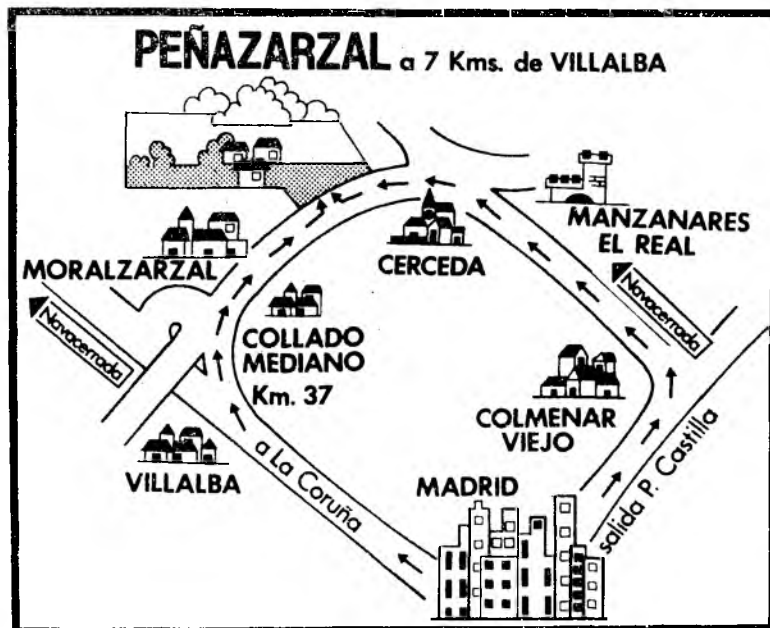 PEÑAZARZAL a 7 Kms. de VILLALBA
MANZANARES
EL REAL
CERCEDA
MORALZARZAL
Navacerrada
Navacerrada
COLLADO
MEDIANO
Km. 37
COLMENAR
VIEJO
VILLALBA
a La Coruña
MADRID
salida P. Castilla